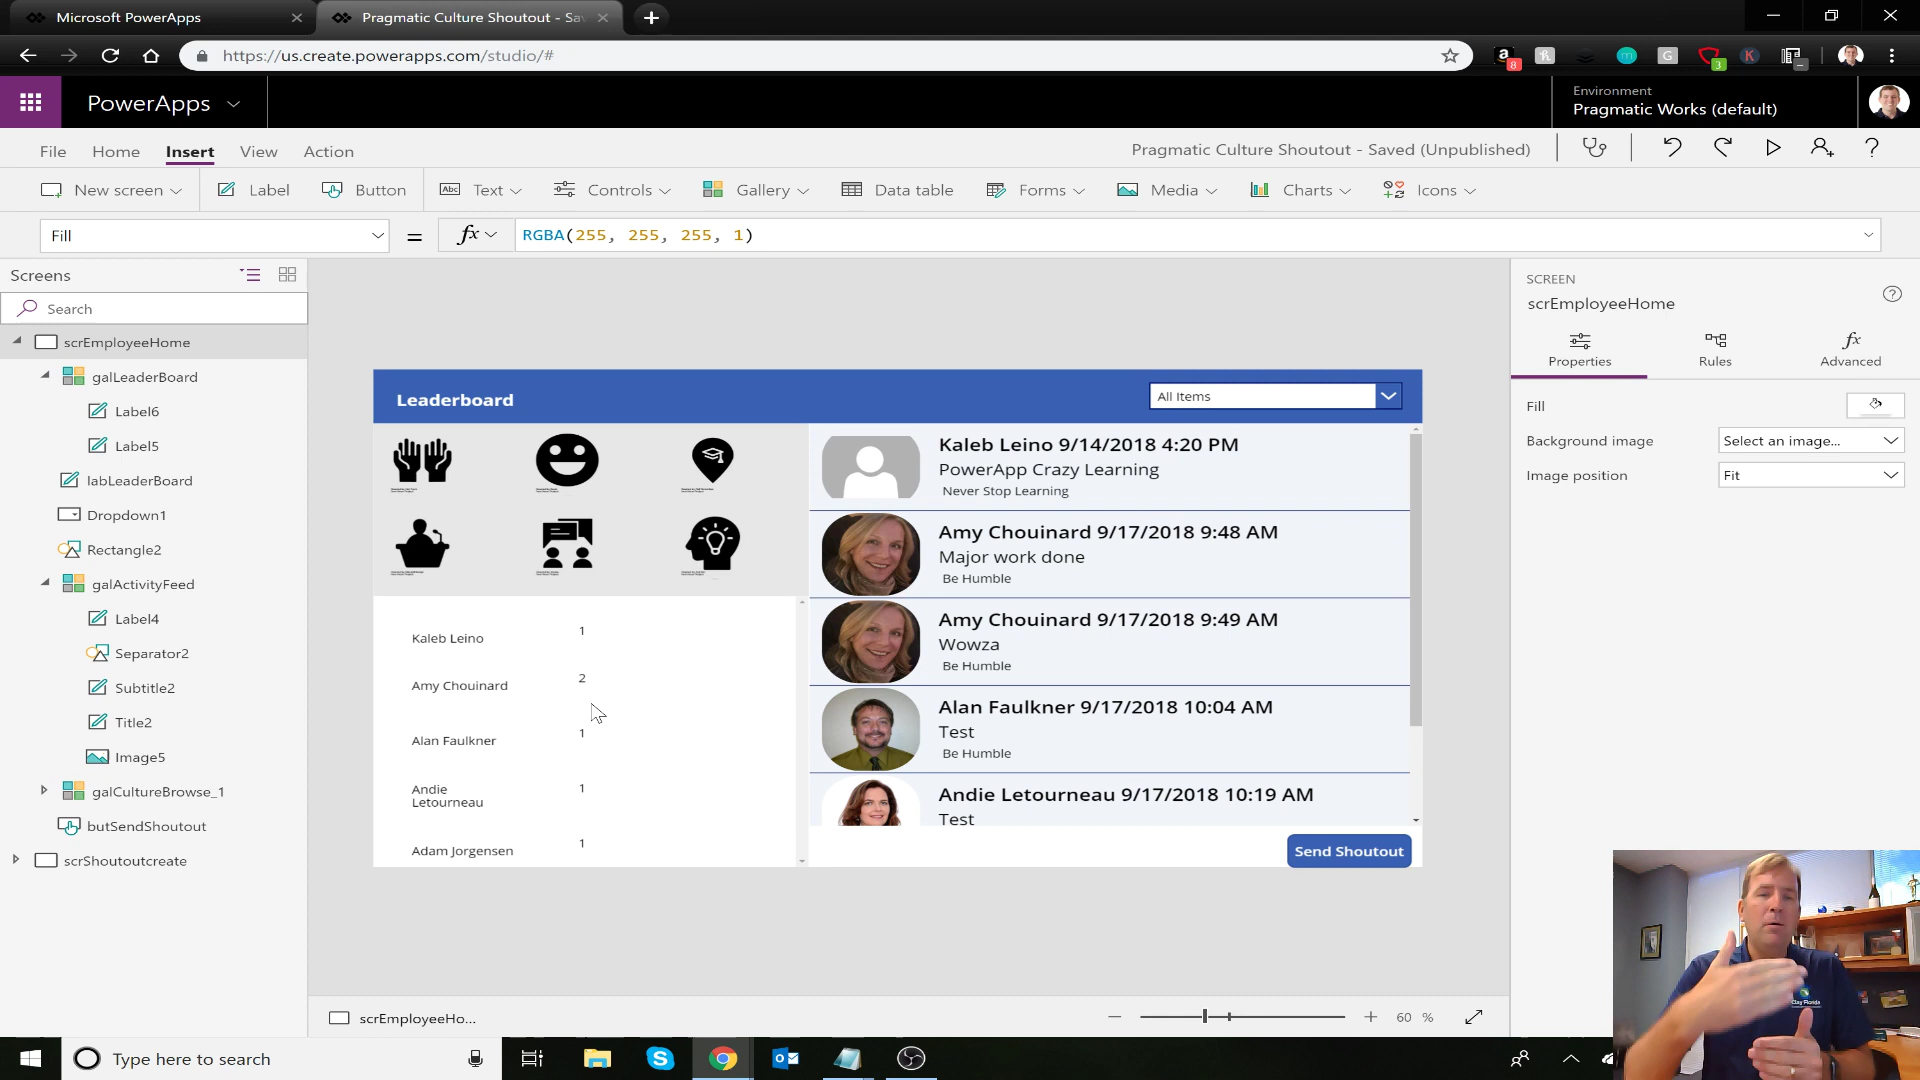 Microsoft PowerApps
Pragmatic Culture Shoutout - Sa
https://us.create.powerapps.com/studio/#
PowerApps
Environment
Pragmatic Works (default)
File Home Insert View Action
Pragmatic Culture Shoutout - Saved (Unpublished)
New screen Label Button Text Controls Gallery Data table Forms Media Charts Icons
Fill = fx RGBA(255, 255, 255, 1)
Screens
Search
scrEmployeeHome
galLeaderBoard
Label6
Label5
labLeaderBoard
Dropdown1
Rectangle2
galActivityFeed
Label4
Separator2
Subtitle2
Title2
Image5
galCultureBrowse_1
butSendShoutout
scrShoutoutcreate
Leaderboard
All Items
Kaleb Leino 1
Amy Chouinard 2
Alan Faulkner 1
Andie
Letourneau 1
Adam Jorgensen 1
Kaleb Leino 9/14/2018 4:20 PM
PowerApp Crazy Learning
Never Stop Learning
Amy Chouinard 9/17/2018 9:48 AM
Major work done
Be Humble
Amy Chouinard 9/17/2018 9:49 AM
Wowza
Be Humble
Alan Faulkner 9/17/2018 10:04 AM
Test
Be Humble
Andie Letourneau 9/17/2018 10:19 AM
Test
Send Shoutout
SCREEN
scrEmployeeHome
Properties Rules Advanced
Fill
Background image Select an image...
Image position Fit
scrEmployeeHo...
60 %
Type here to search